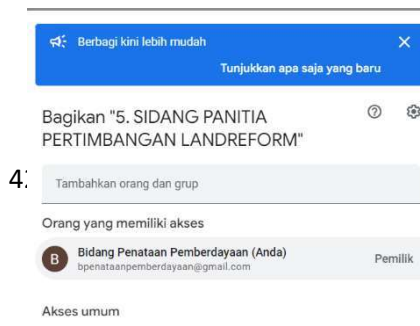 Berbagi kini lebih mudah
Tunjukkan apa saja yang baru
Bagikan "5. SIDANG PANITIA
PERTIMBANGAN LANDREFORM"
Tambahkan orang dan grup
Orang yang memiliki akses
B
Bidang Penataan Pemberdayaan (Anda)
Pemilik
bpenataanpemberdayaan@gmail.com
Akses umum